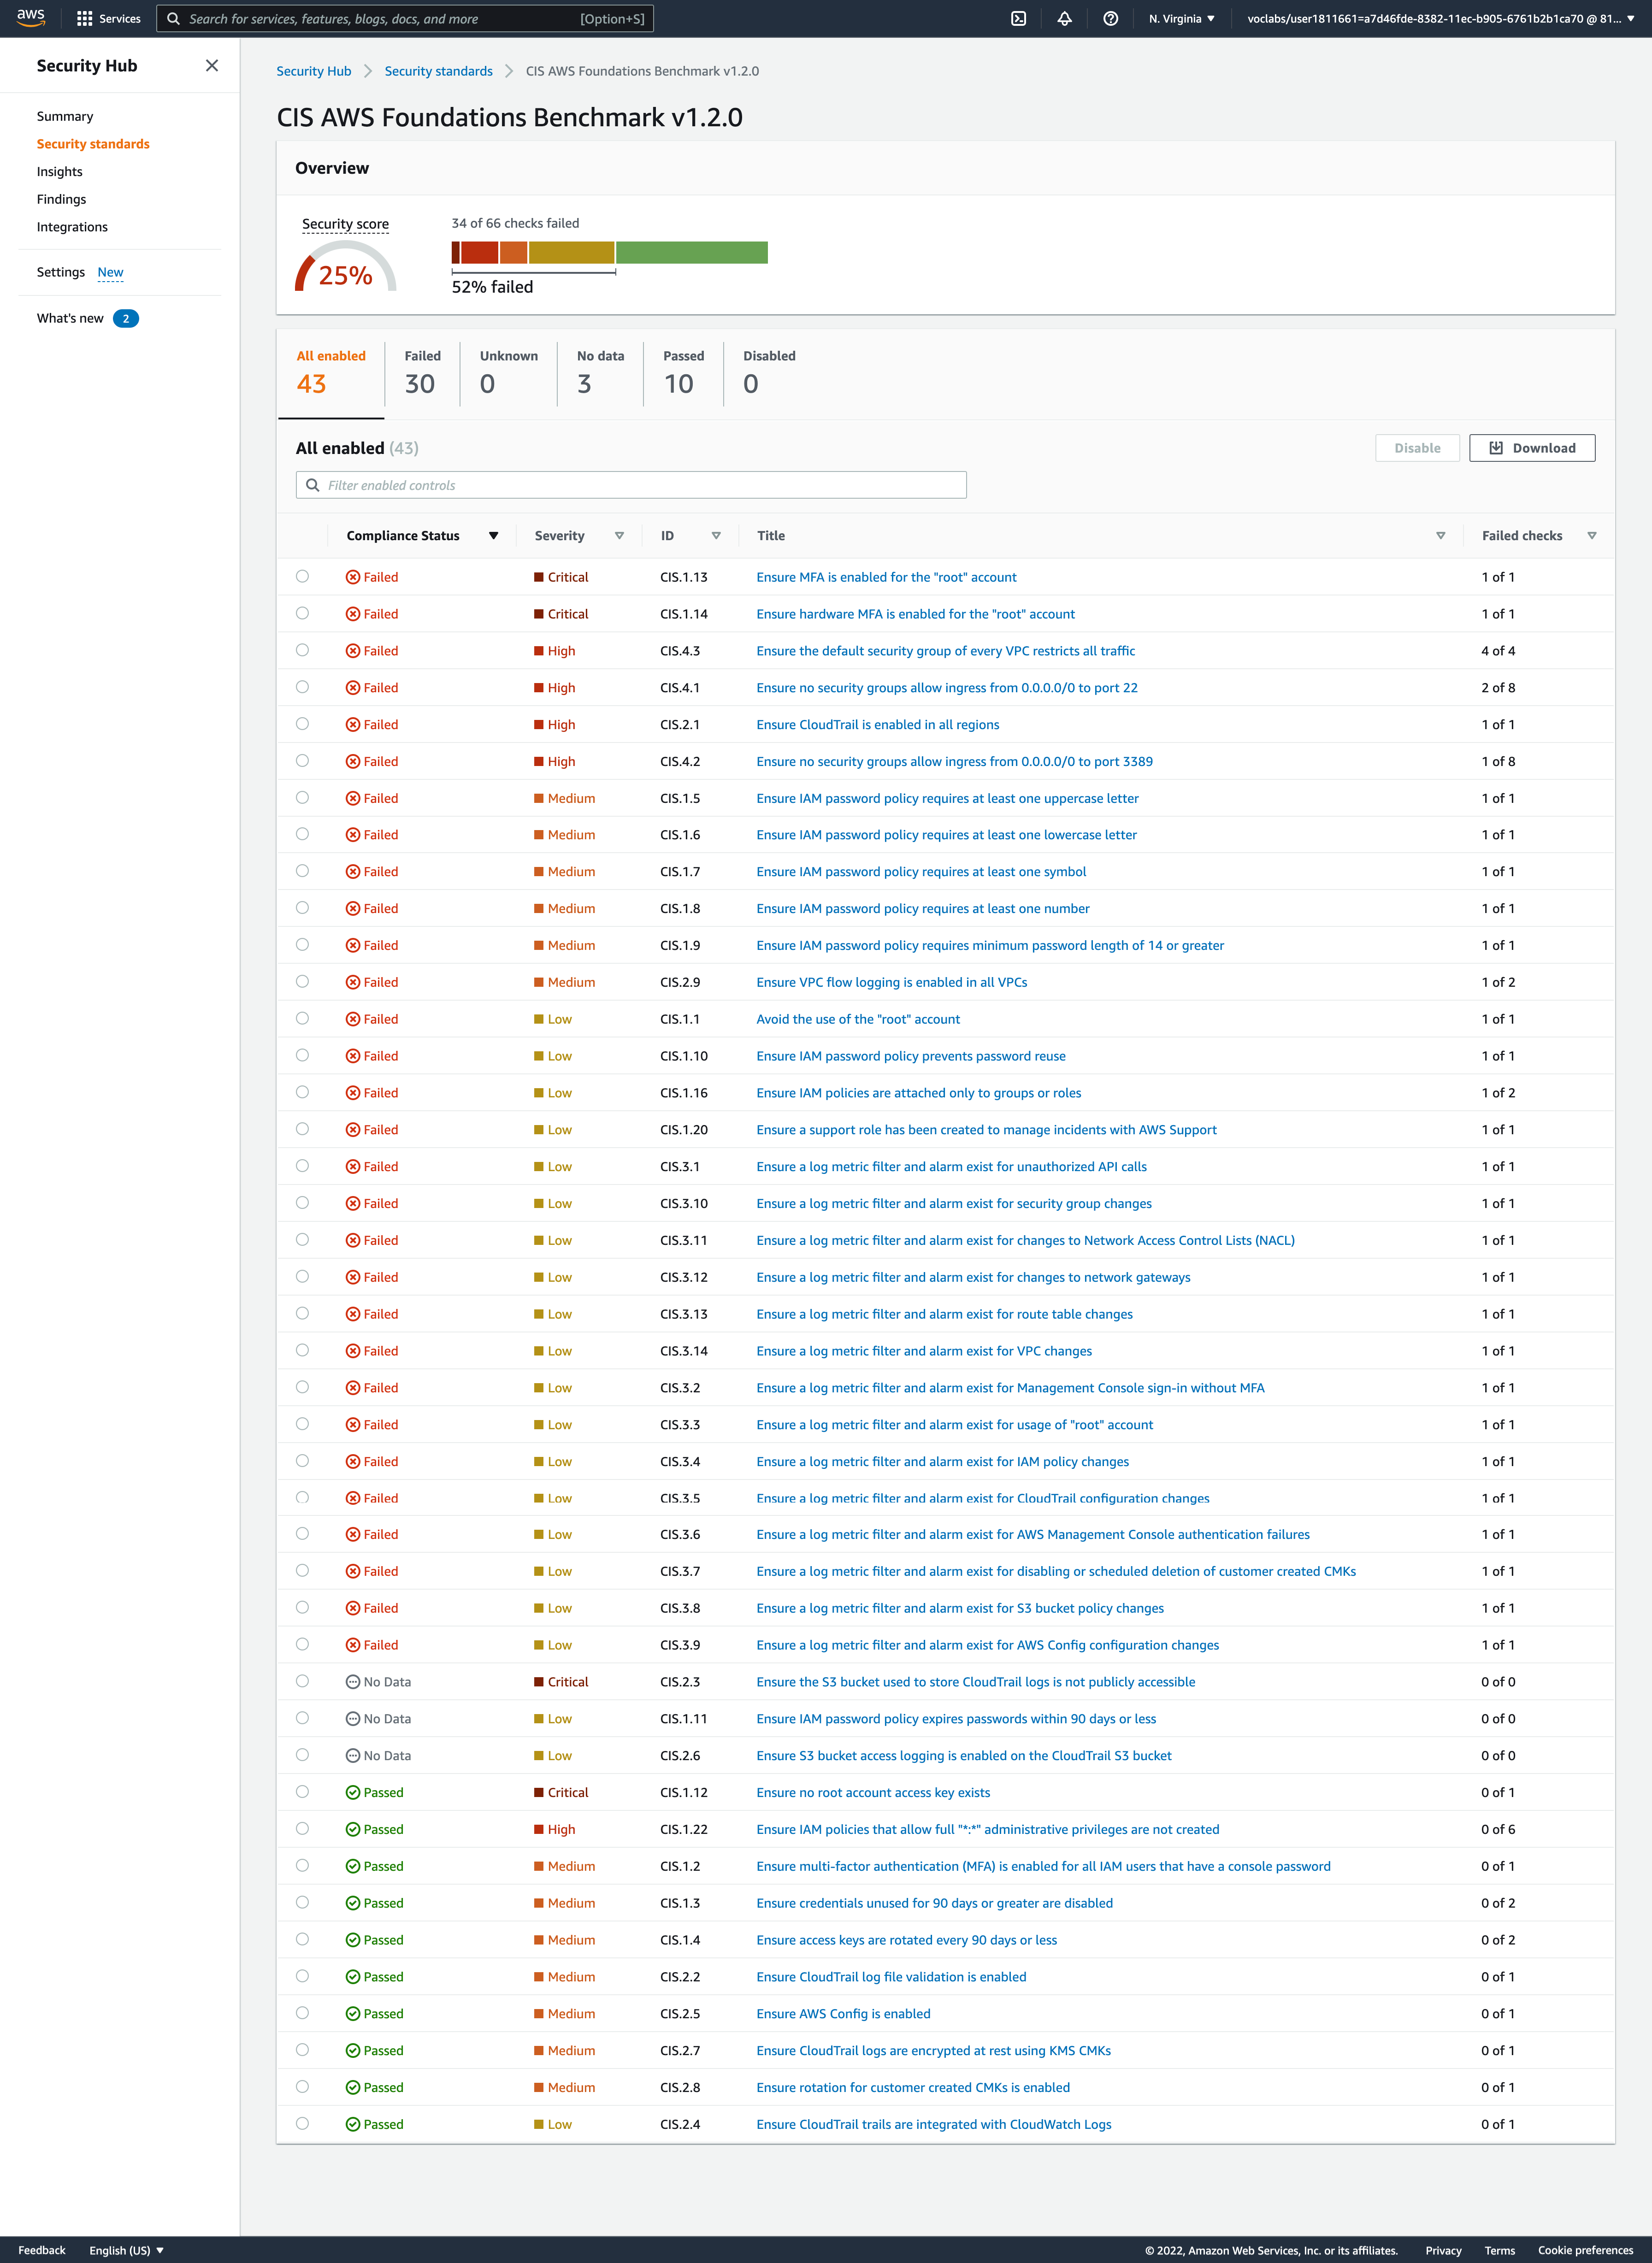 aws Services Search for services, features, blogs, docs, and more [Option+S] N. Virginia ▼ voclabs/user1811661=a7d46fde-8382-11ec-b905-6761b2b1ca70 @ 81... ▼
Security Hub
Summary
Security standards
Insights
Findings
Integrations
Settings New
What's new 2
Security Hub > Security standards > CIS AWS Foundations Benchmark v1.2.0
CIS AWS Foundations Benchmark v1.2.0
Overview
Security score
25%
34 of 66 checks failed
52% failed
All enabled Failed Unknown No data Passed Disabled
43 30 0 3 10 0
All enabled (43) Disable Download
Filter enabled controls
Compliance Status Severity ID Title Failed checks
Failed Critical CIS.1.13 Ensure MFA is enabled for the "root" account 1 of 1
Failed Critical CIS.1.14 Ensure hardware MFA is enabled for the "root" account 1 of 1
Failed High CIS.4.3 Ensure the default security group of every VPC restricts all traffic 4 of 4
Failed High CIS.4.1 Ensure no security groups allow ingress from 0.0.0.0/0 to port 22 2 of 8
Failed High CIS.2.1 Ensure CloudTrail is enabled in all regions 1 of 1
Failed High CIS.4.2 Ensure no security groups allow ingress from 0.0.0.0/0 to port 3389 1 of 8
Failed Medium CIS.1.5 Ensure IAM password policy requires at least one uppercase letter 1 of 1
Failed Medium CIS.1.6 Ensure IAM password policy requires at least one lowercase letter 1 of 1
Failed Medium CIS.1.7 Ensure IAM password policy requires at least one symbol 1 of 1
Failed Medium CIS.1.8 Ensure IAM password policy requires at least one number 1 of 1
Failed Medium CIS.1.9 Ensure IAM password policy requires minimum password length of 14 or greater 1 of 1
Failed Medium CIS.2.9 Ensure VPC flow logging is enabled in all VPCs 1 of 2
Failed Low CIS.1.1 Avoid the use of the "root" account 1 of 1
Failed Low CIS.1.10 Ensure IAM password policy prevents password reuse 1 of 1
Failed Low CIS.1.16 Ensure IAM policies are attached only to groups or roles 1 of 2
Failed Low CIS.1.20 Ensure a support role has been created to manage incidents with AWS Support 1 of 1
Failed Low CIS.3.1 Ensure a log metric filter and alarm exist for unauthorized API calls 1 of 1
Failed Low CIS.3.10 Ensure a log metric filter and alarm exist for security group changes 1 of 1
Failed Low CIS.3.11 Ensure a log metric filter and alarm exist for changes to Network Access Control Lists (NACL) 1 of 1
Failed Low CIS.3.12 Ensure a log metric filter and alarm exist for changes to network gateways 1 of 1
Failed Low CIS.3.13 Ensure a log metric filter and alarm exist for route table changes 1 of 1
Failed Low CIS.3.14 Ensure a log metric filter and alarm exist for VPC changes 1 of 1
Failed Low CIS.3.2 Ensure a log metric filter and alarm exist for Management Console sign-in without MFA 1 of 1
Failed Low CIS.3.3 Ensure a log metric filter and alarm exist for usage of "root" account 1 of 1
Failed Low CIS.3.4 Ensure a log metric filter and alarm exist for IAM policy changes 1 of 1
Failed Low CIS.3.5 Ensure a log metric filter and alarm exist for CloudTrail configuration changes 1 of 1
Failed Low CIS.3.6 Ensure a log metric filter and alarm exist for AWS Management Console authentication failures 1 of 1
Failed Low CIS.3.7 Ensure a log metric filter and alarm exist for disabling or scheduled deletion of customer created CMKs 1 of 1
Failed Low CIS.3.8 Ensure a log metric filter and alarm exist for S3 bucket policy changes 1 of 1
Failed Low CIS.3.9 Ensure a log metric filter and alarm exist for AWS Config configuration changes 1 of 1
No Data Critical CIS.2.3 Ensure the S3 bucket used to store CloudTrail logs is not publicly accessible 0 of 0
No Data Low CIS.1.11 Ensure IAM password policy expires passwords within 90 days or less 0 of 0
No Data Low CIS.2.6 Ensure S3 bucket access logging is enabled on the CloudTrail S3 bucket 0 of 0
Passed Critical CIS.1.12 Ensure no root account access key exists 0 of 1
Passed High CIS.1.22 Ensure IAM policies that allow full "*:*" administrative privileges are not created 0 of 6
Passed Medium CIS.1.2 Ensure multi-factor authentication (MFA) is enabled for all IAM users that have a console password 0 of 1
Passed Medium CIS.1.3 Ensure credentials unused for 90 days or greater are disabled 0 of 2
Passed Medium CIS.1.4 Ensure access keys are rotated every 90 days or less 0 of 2
Passed Medium CIS.2.2 Ensure CloudTrail log file validation is enabled 0 of 1
Passed Medium CIS.2.5 Ensure AWS Config is enabled 0 of 1
Passed Medium CIS.2.7 Ensure CloudTrail logs are encrypted at rest using KMS CMKs 0 of 1
Passed Medium CIS.2.8 Ensure rotation for customer created CMKs is enabled 0 of 1
Passed Low CIS.2.4 Ensure CloudTrail trails are integrated with CloudWatch Logs 0 of 1
Feedback English (US) ▼ © 2022, Amazon Web Services, Inc. or its affiliates. Privacy Terms Cookie preferences